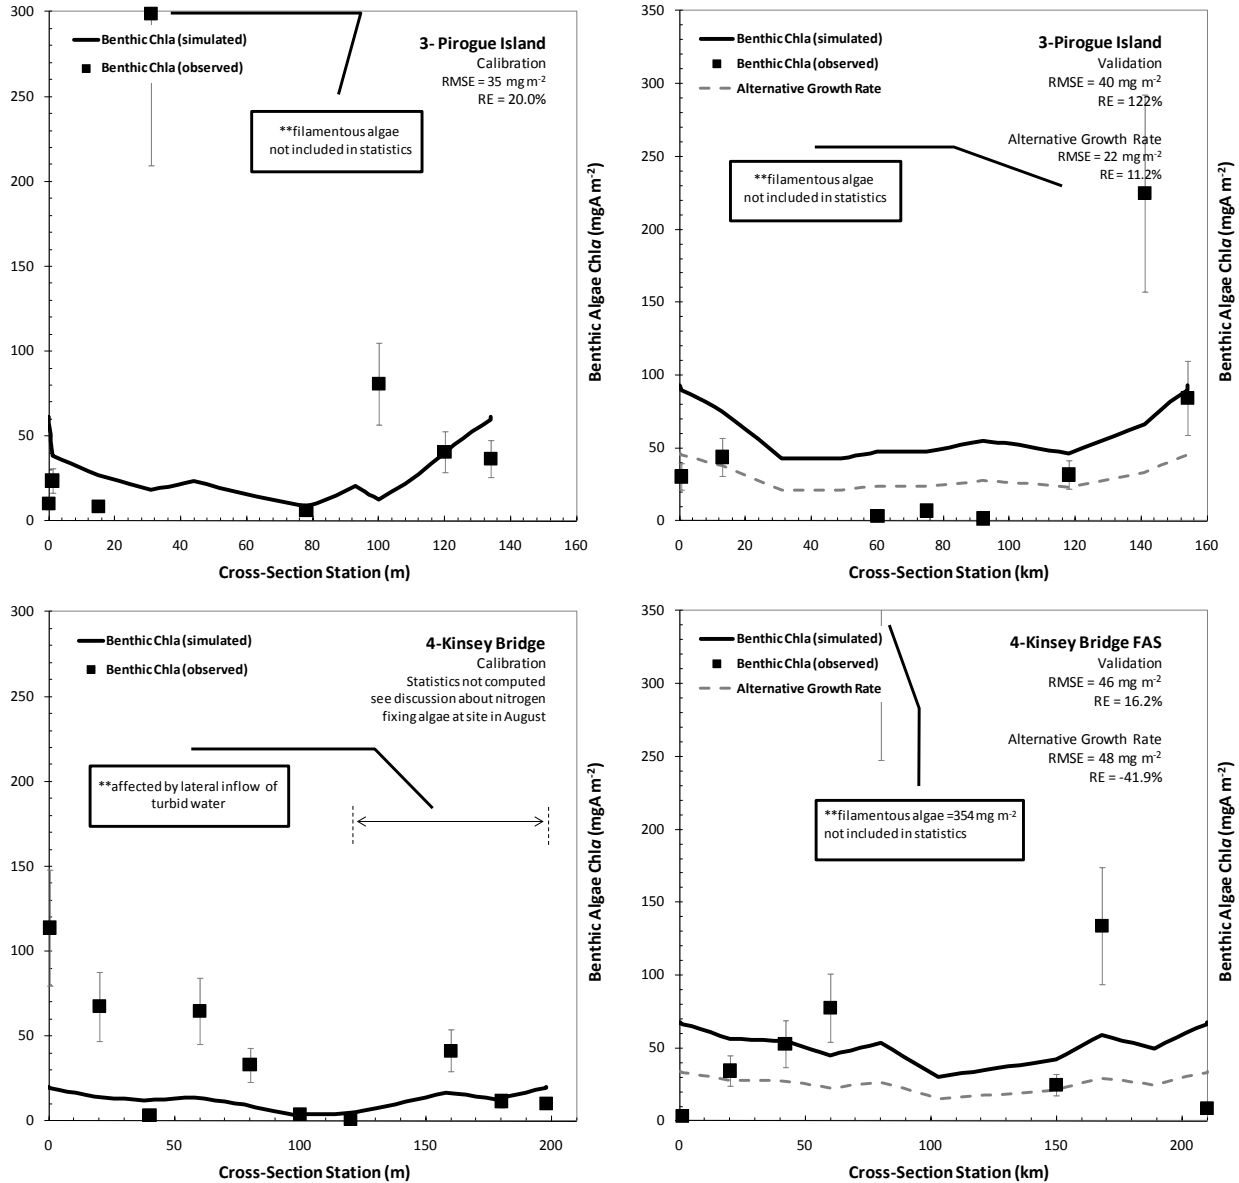 300
250
200
150
100
50
0
Benthic Chla (simulated)
Benthic Chla (observed)
3- Pirogue Island
Calibration
RMSE = 35 mg m-2
RE = 20.0%
**filamentous algae
not included in statistics
Benthic Algae Chla (mgA m-2)
0 20 40 60 80 100 120 140 160
Cross-Section Station (m)
350
300
250
200
150
100
50
0
Benthic Chla (simulated)
Benthic Chla (observed)
Alternative Growth Rate
3-Pirogue Island
Validation
RMSE = 40 mg m-2
RE = 122%
Alternative Growth Rate
RMSE = 22 mg m-2
RE = 11.2%
**filamentous algae
not included in statistics
Benthic Algae Chla (mgA m-2)
0 20 40 60 80 100 120 140 160
Cross-Section Station (km)
300
250
200
150
100
50
0
Benthic Chla (simulated)
Benthic Chla (observed)
4-Kinsey Bridge
Calibration
Statistics not computed
see discussion about nitrogen
fixing algae at site in August
**affected by lateral inflow of
turbid water
Benthic Algae Chla (mgA m-2)
0 50 100 150 200
Cross-Section Station (m)
350
300
250
200
150
100
50
0
Benthic Chla (simulated)
Benthic Chla (observed)
Alternative Growth Rate
4-Kinsey Bridge FAS
Validation
RMSE = 46 mg m-2
RE = 16.2%
Alternative Growth Rate
RMSE = 48 mg m-2
RE = -41.9%
**filamentous algae =354 mg m-2
not included in statistics
Benthic Algae Chla (mgA m-2)
0 50 100 150 200
Cross-Section Station (km)